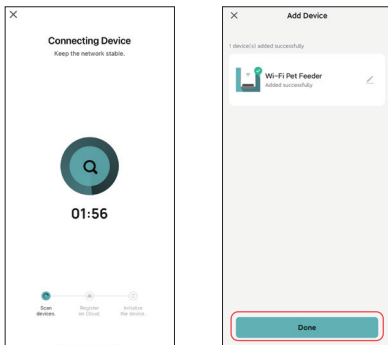 Connecting Device
Keep the network stable.
01:56
Scan
devices.
Register
on Cloud.
Initialize
the device.
Add Device
1 device(s) added successfully
Wi-Fi Pet Feeder
Added successfully
Done